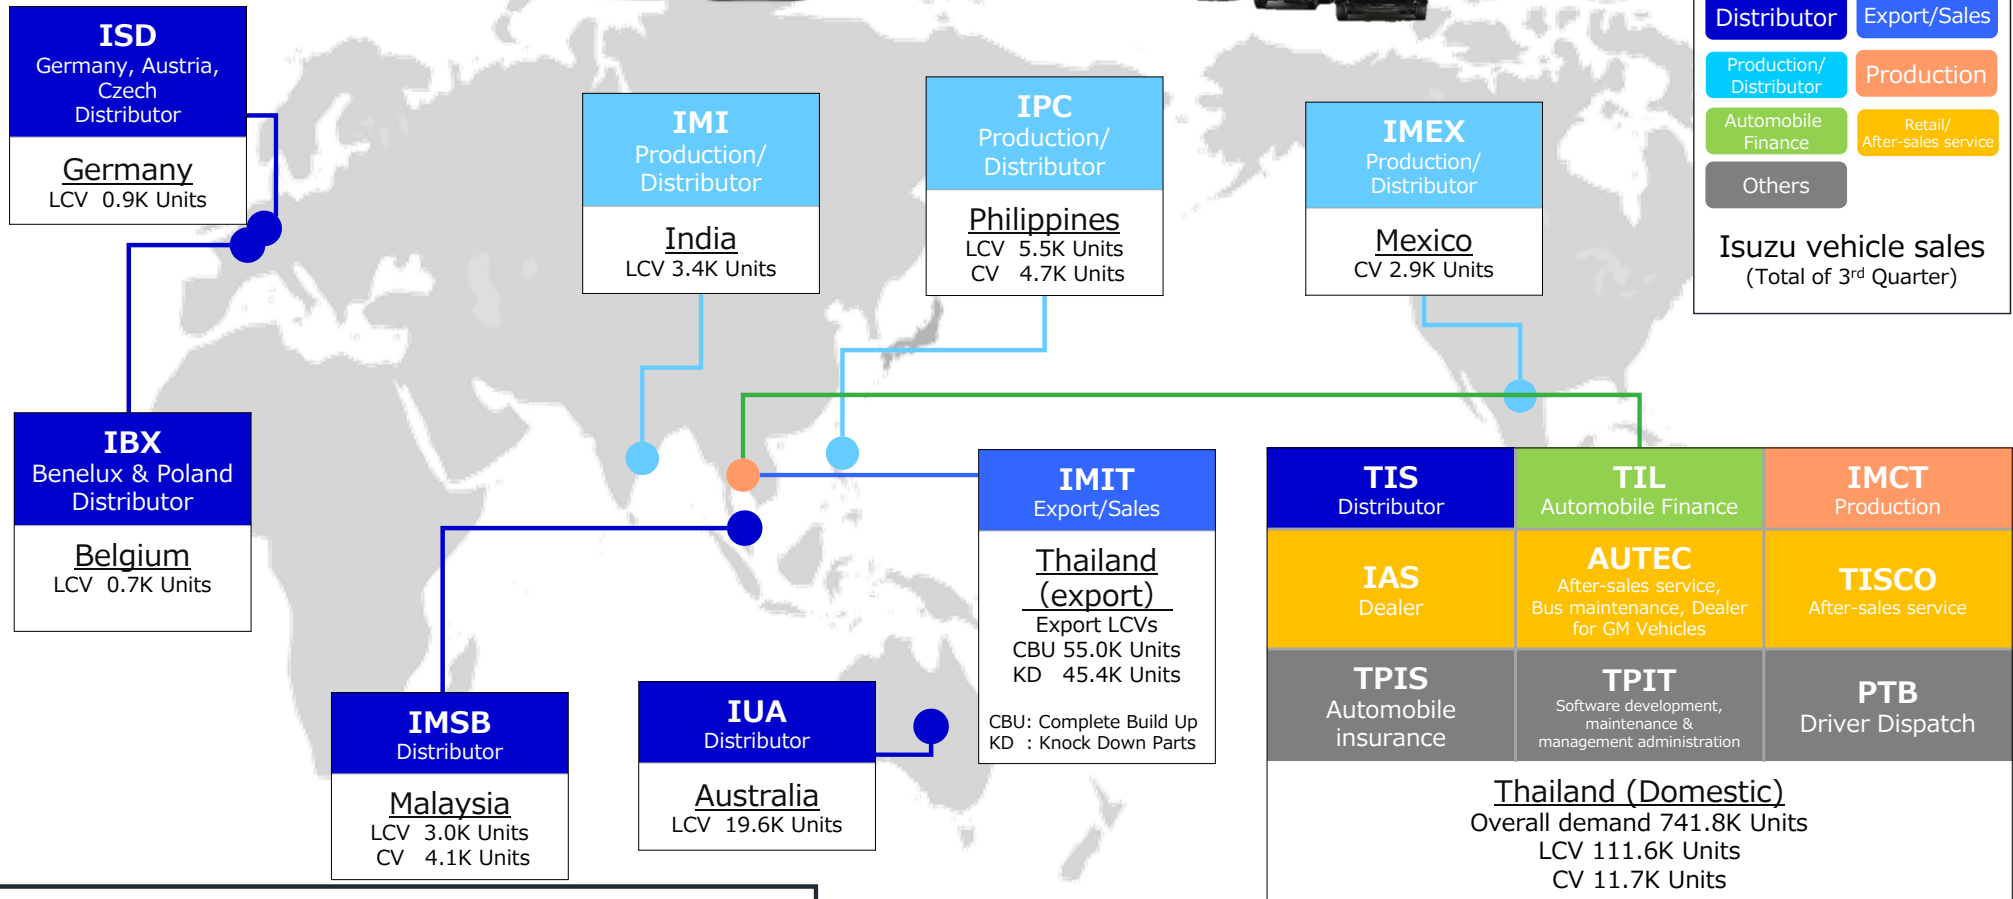 ISD
Germany, Austria,
Czech
Distributor
Germany
LCV 0.9K Units
IMI
Production/
Distributor
India
LCV 3.4K Units
IPC
Production/
Distributor
Philippines
LCV 5.5K Units
CV 4.7K Units
IMEX
Production/
Distributor
Mexico
CV 2.9K Units
Distributor
Export/Sales
Production/
Distributor
Production
Automobile
Finance
Retail/
After-sales service
Others
Isuzu vehicle sales
(Total of 3rd Quarter)
IBX
Benelux & Poland
Distributor
Belgium
LCV 0.7K Units
IMSB
Distributor
Malaysia
LCV 3.0K Units
CV 4.1K Units
IUA
Distributor
Australia
LCV 19.6K Units
IMIT
Export/Sales
Thailand
（export）
Export LCVs
CBU 55.0K Units
KD 45.4K Units
CBU: Complete Build Up
KD : Knock Down Parts
TIS
Distributor
TIL
Automobile Finance
IMCT
Production
IAS
Dealer
AUTEC
After-sales service,
Bus maintenance, Dealer
for GM Vehicles
TISCO
After-sales service
TPIS
Automobile
insurance
TPIT
Software development,
maintenance &
management administration
PTB
Driver Dispatch
Thailand (Domestic)
Overall demand 741.8K Units
LCV 111.6K Units
CV 11.7K Units